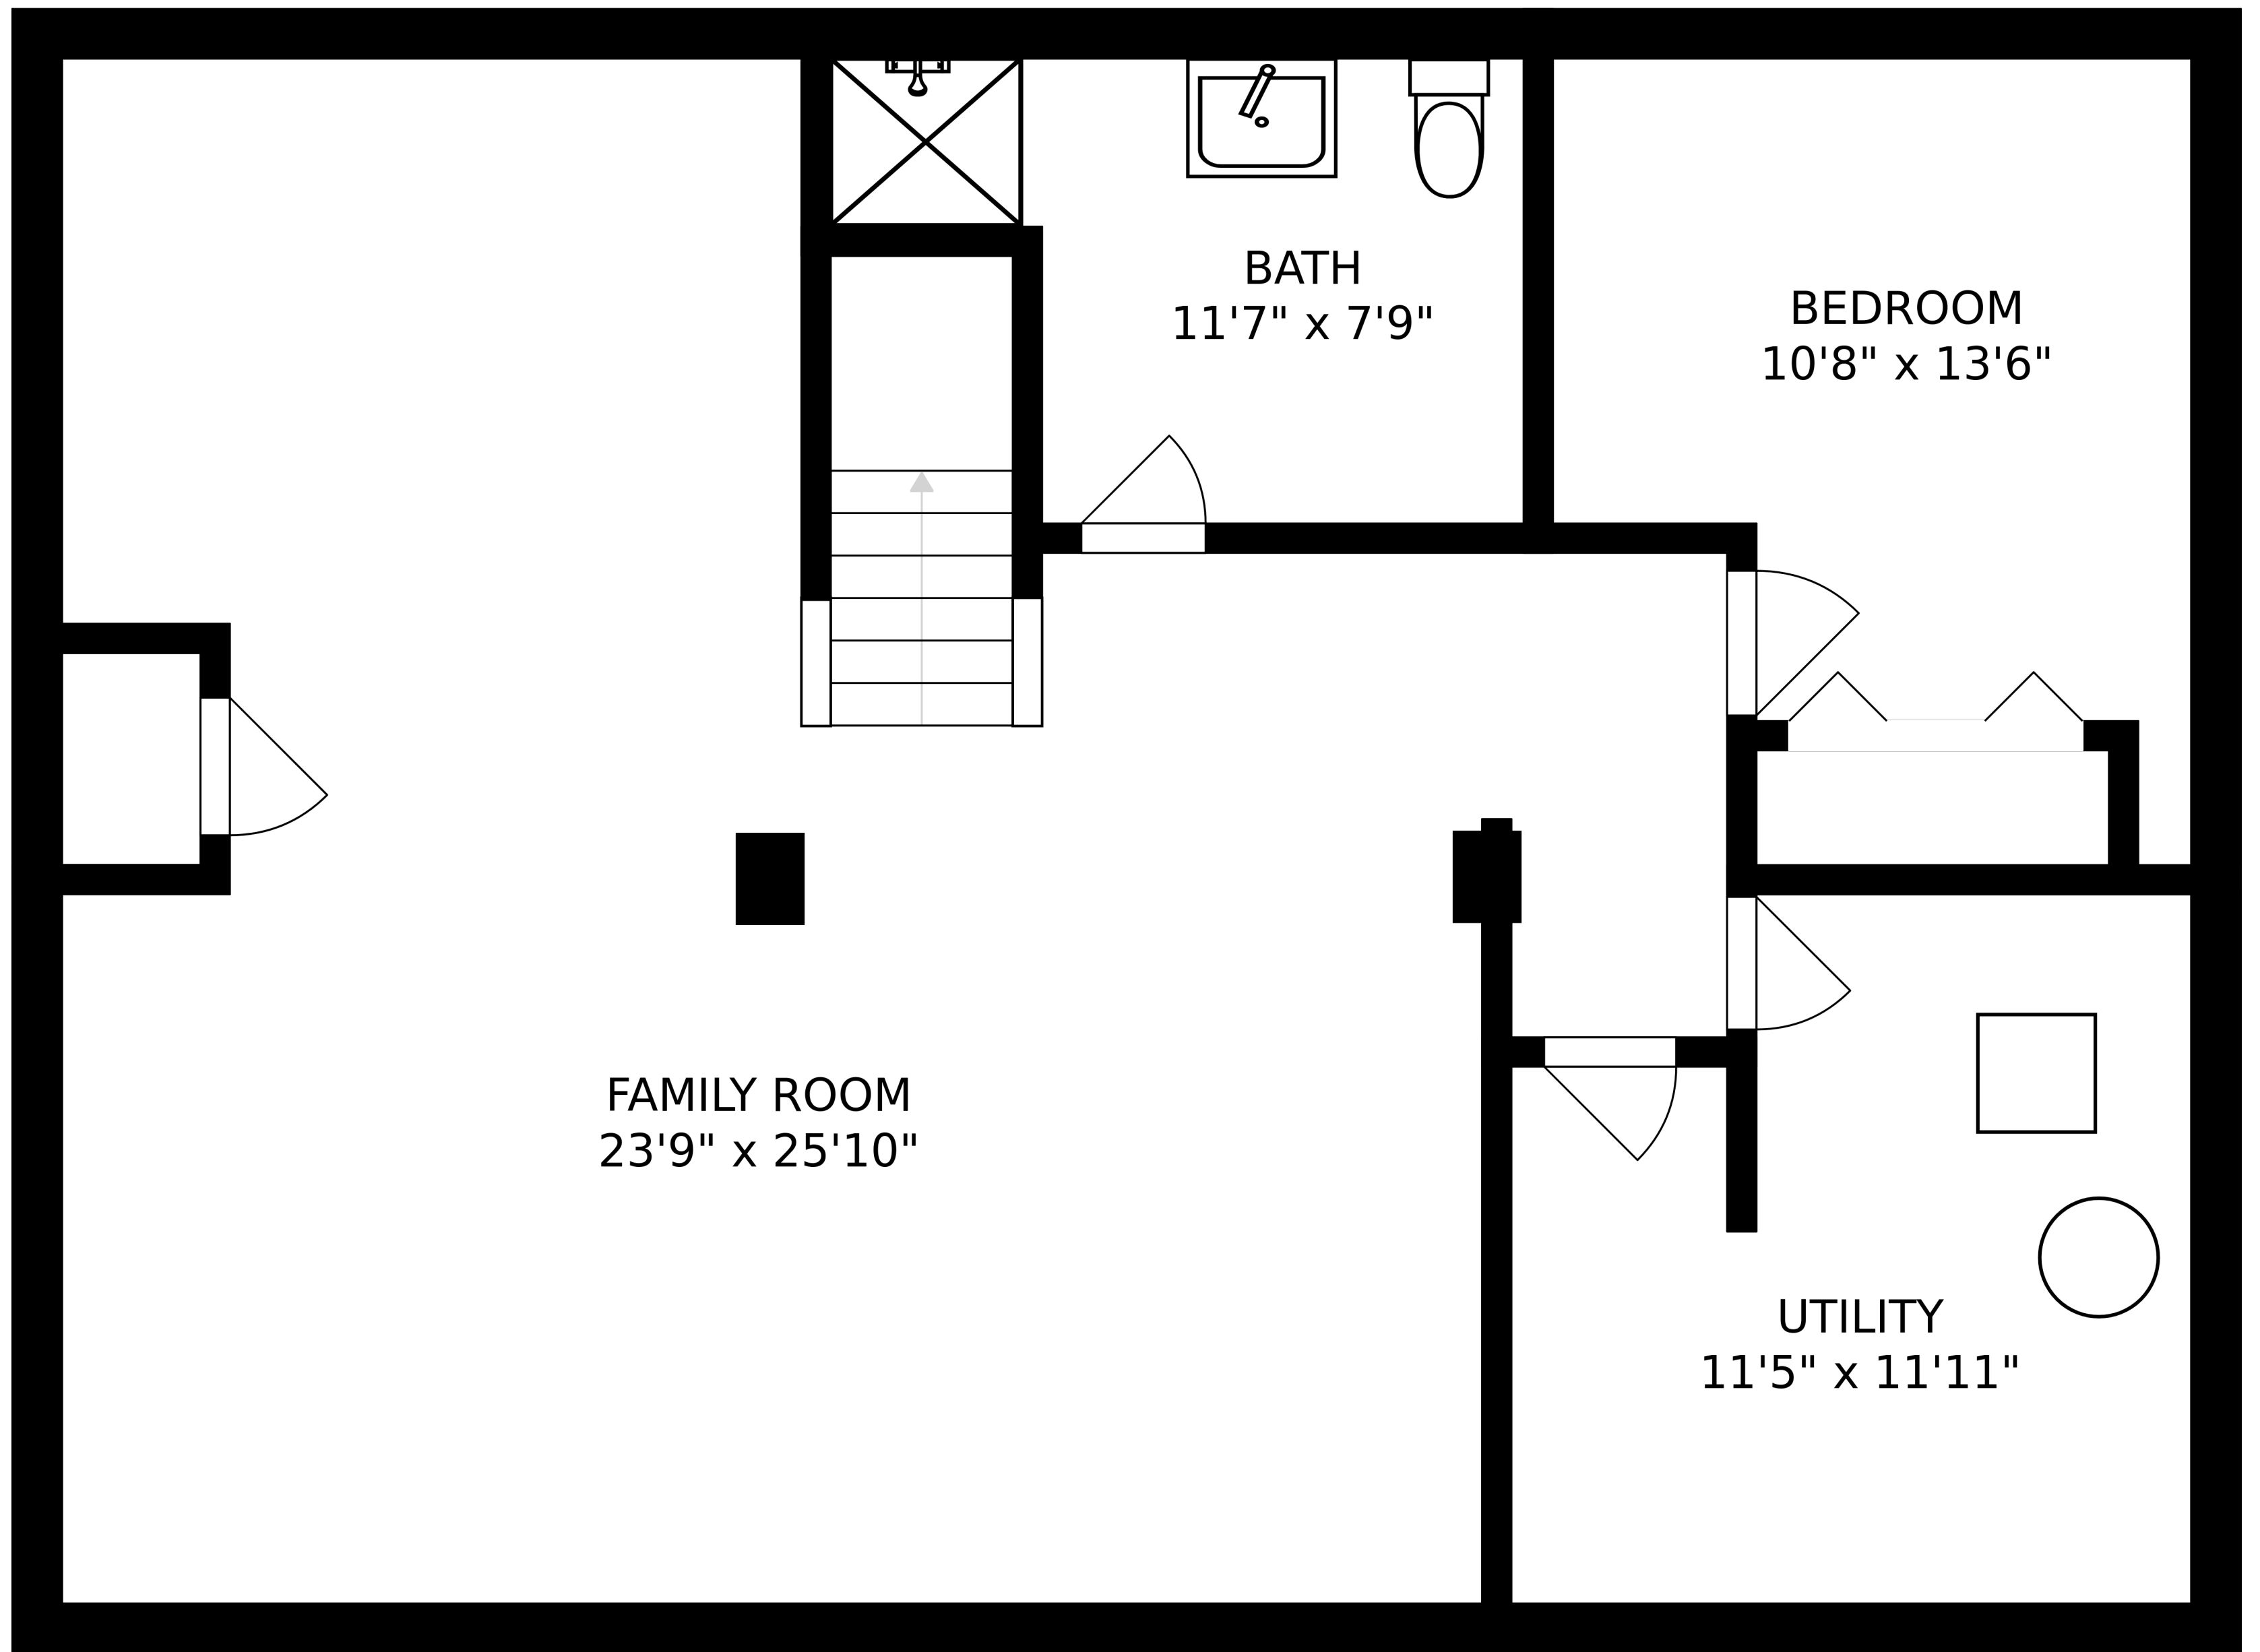 BATH
11'7" x 7'9"
BEDROOM
10'8" x 13'6"
FAMILY ROOM
23'9" x 25'10"
UTILITY
11'5" x 11'11"